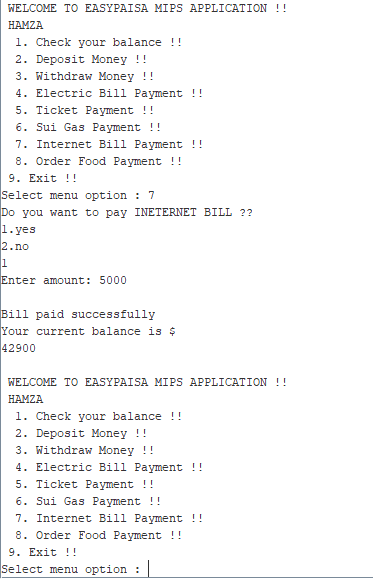 WELCOME TO EASYPAISA MIPS APPLICATION !!
HAMZA
1. Check your balance !!
2. Deposit Money !!
3. Withdraw Money !!
4. Electric Bill Payment !!
5. Ticket Payment !!
6. Sui Gas Payment !!
7. Internet Bill Payment !!
8. Order Food Payment !!
9. Exit !!
Select menu option : 7
Do you want to pay INETERNET BILL ??
1.yes
2.no
1
Enter amount: 5000
Bill paid successfully
Your current balance is $
42900
WELCOME TO EASYPAISA MIPS APPLICATION !!
HAMZA
1. Check your balance !!
2. Deposit Money !!
3. Withdraw Money !!
4. Electric Bill Payment !!
5. Ticket Payment !!
6. Sui Gas Payment !!
7. Internet Bill Payment !!
8. Order Food Payment !!
9. Exit !!
Select menu option :